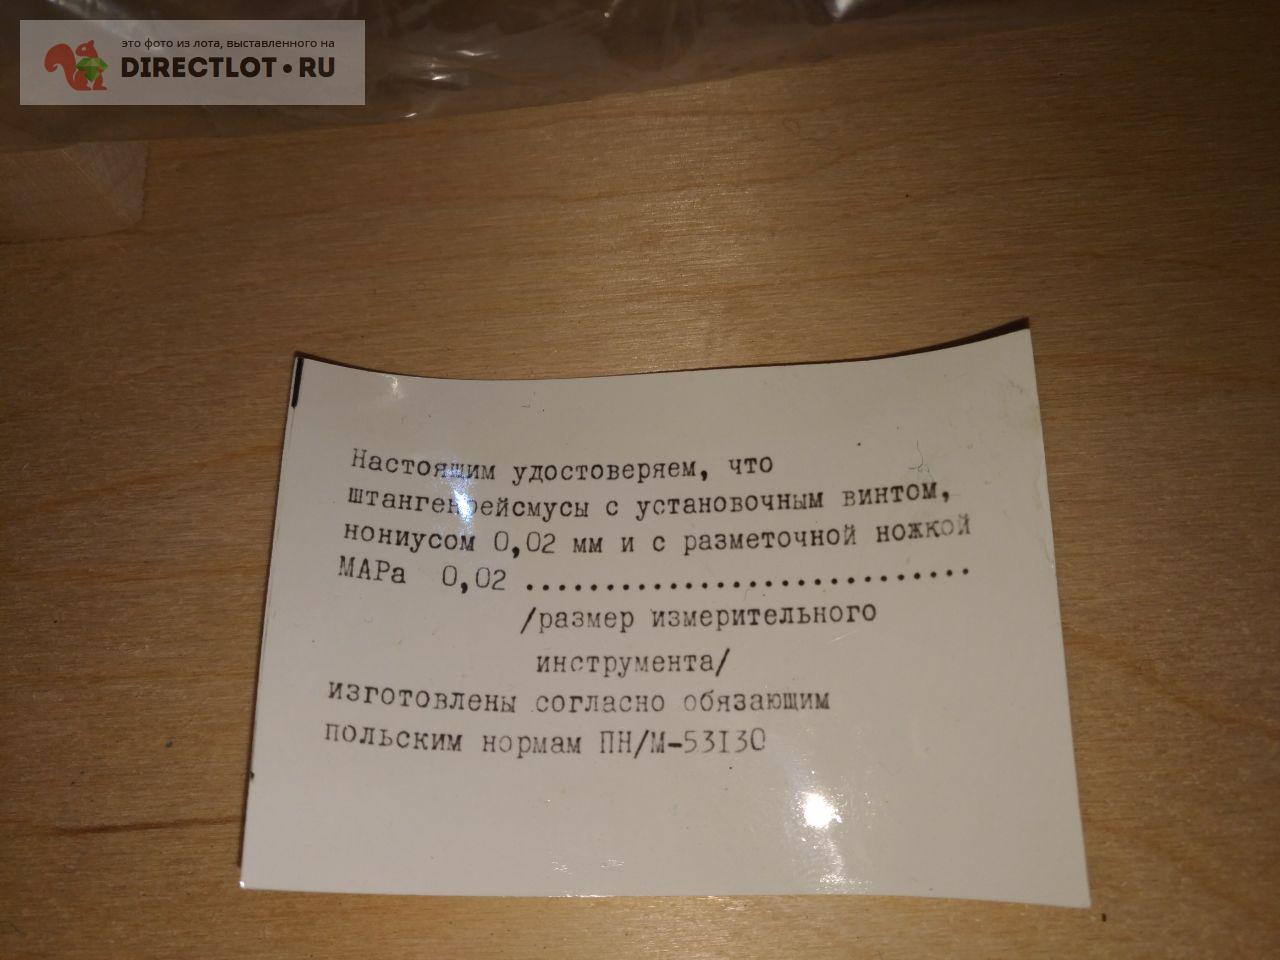 это фото из лота, выставленного на
DIRECTLOT•RU
Настоящим удостоверяем, что
штангенрейсмусы с установочным винтом,
нониусом 0,02 мм и с разметочной ножкой
МАРа 0,02 ............................
/размер измерительного
инструмента/
изготовлены согласно обязающим
польским нормам ПН/М-53I30